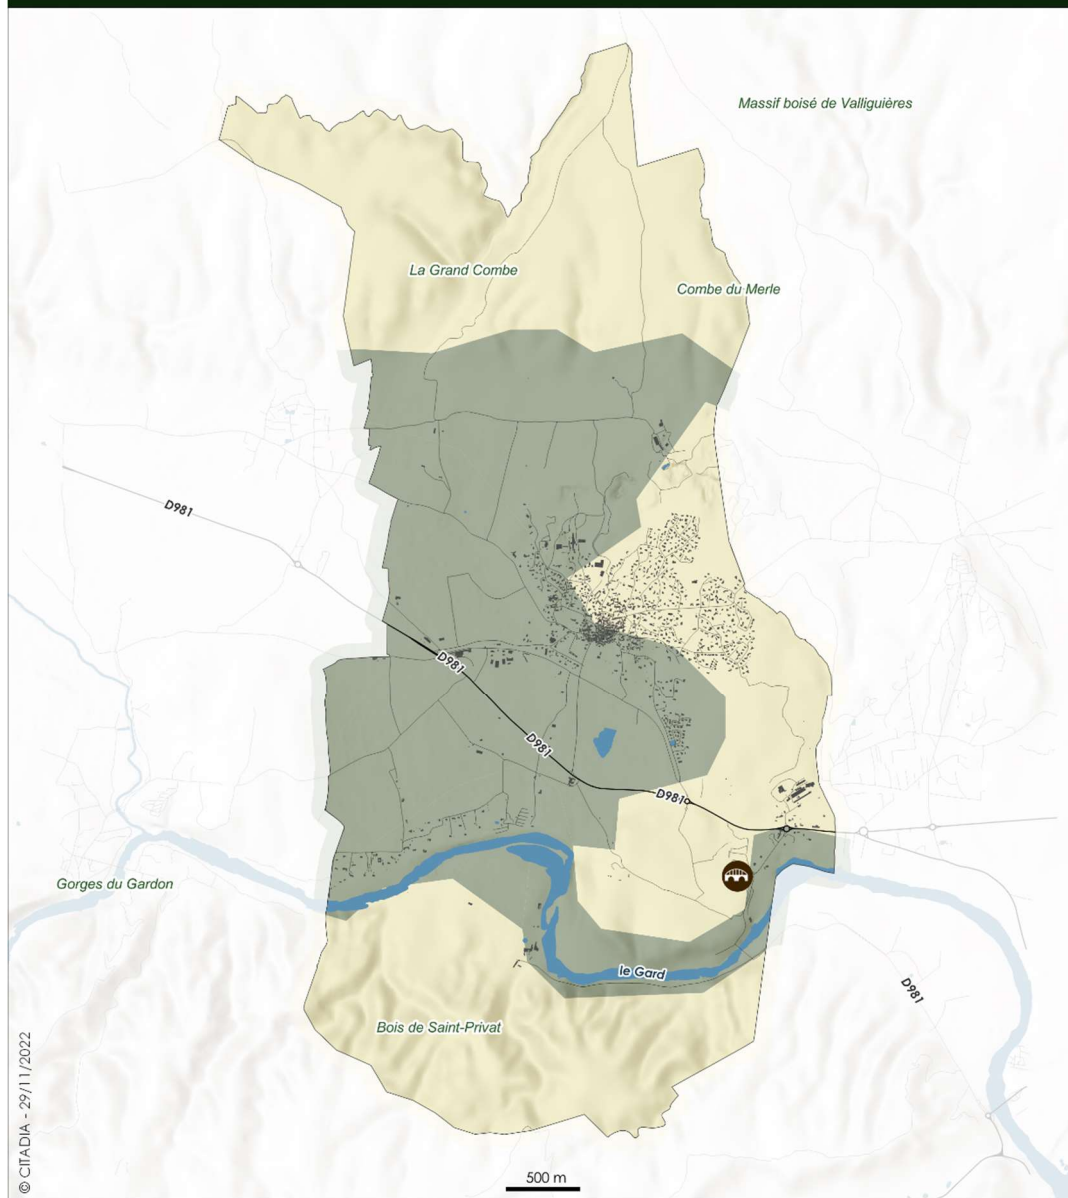 Massif boisé de Valliguières
La Grand Combe
Combe du Merle
D981
D981
D981
D981
Gorges du Gardon
le Gard
D981
Bois de Saint-Privat
© CITADIA - 29/11/2022
500 m